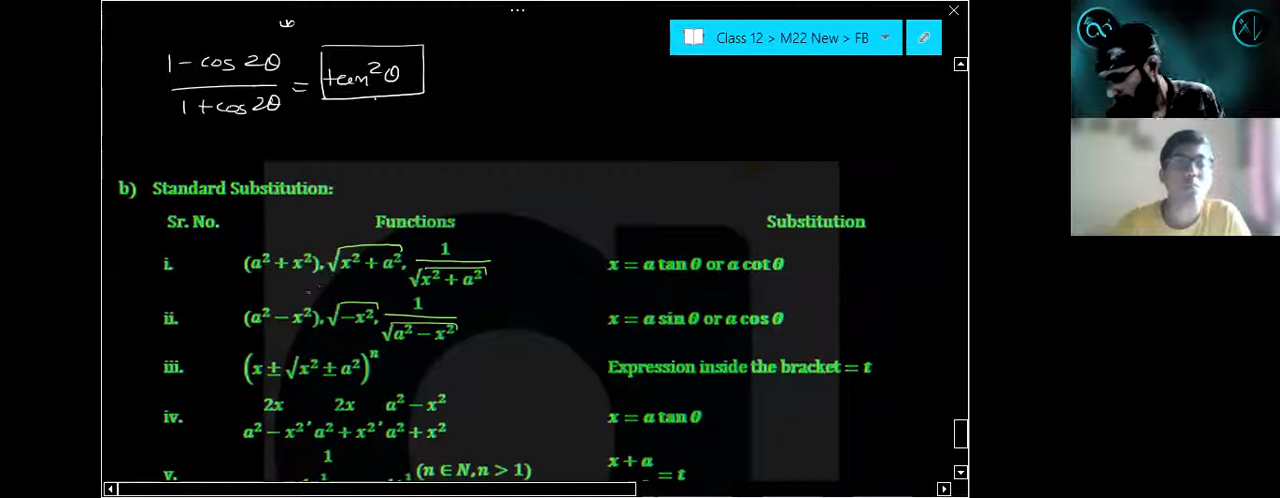 ...
Class 12 > M22 New > FB
1 - cos 2θ / 1 + cos 2θ = tan²θ
b) Standard Substitution:
Sr. No. Functions Substitution
i. (a² + x²), √(x² + a²), 1/√(x² + a²) x = a tan θ or a cot θ
ii. (a² − x²), √(−x²), 1/√(a² − x²) x = a sin θ or a cos θ
iii. (x ± √(x² ± a²))ⁿ Expression inside the bracket = t
iv. 2x/(a² − x²), 2x/(a² + x²), (a² − x²)/(a² + x²) x = a tan θ
v. 1 (n ∈ N, n > 1) x + a = t